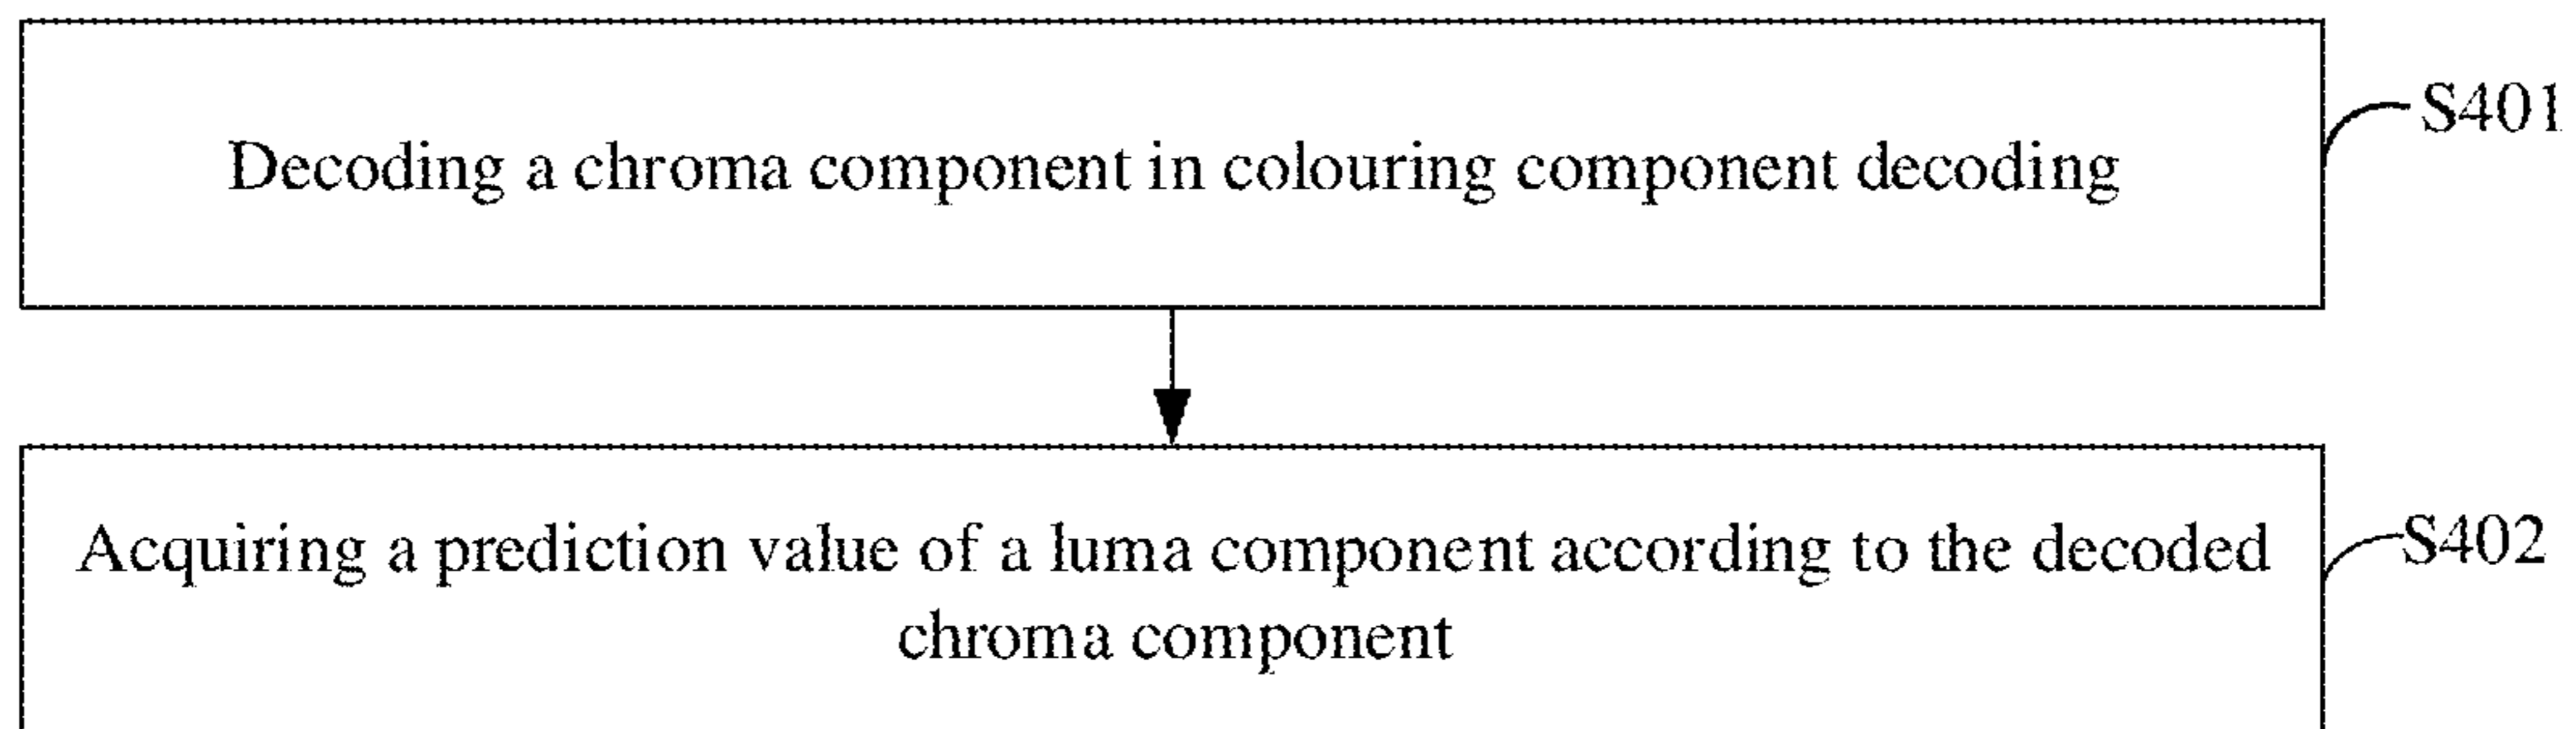 Decoding a chroma component in colouring component decoding
S401
Acquiring a prediction value of a luma component according to the decoded
chroma component
S402